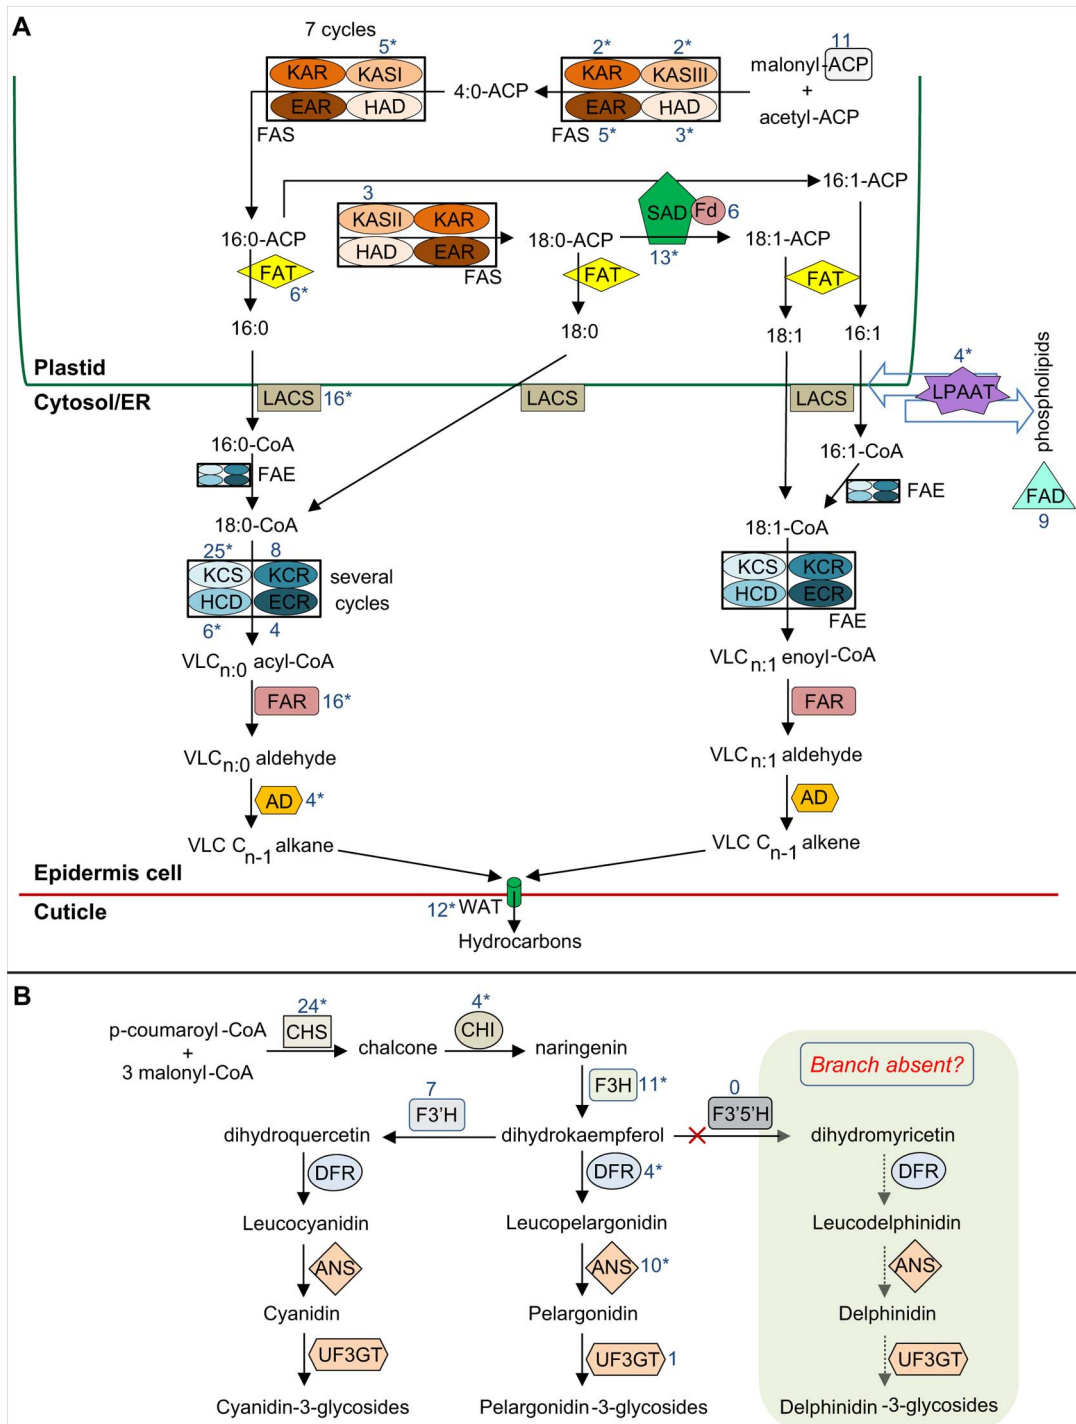 A
7 cycles
5*
2*
2*
11
KAR
KASI
KAR
KASIII
malonyl-ACP
4:0-ACP
+
EAR
HAD
EAR
HAD
acetyl-ACP
FAS
FAS
5*
3*
3
16:1-ACP
KASII
KAR
SAD
Fd
6
16:0-ACP
18:0-ACP
18:1-ACP
HAD
EAR
13*
FAT
FAS
FAT
FAT
6*
16:0
18:0
18:1
16:1
Plastid
4*
phospholipids
Cytosol/ER
LACS
16*
LACS
LACS
LPAAT
16:0-CoA
16:1-CoA
FAE
FAE
FAD
9
18:0-CoA
18:1-CoA
25*
8
KCS
KCR
several
KCS
KCR
HCD
ECR
cycles
HCD
ECR
6*
4
FAE
VLCn:0 acyl-CoA
VLCn:1 enoyl-CoA
FAR
16*
FAR
VLCn:0 aldehyde
VLCn:1 aldehyde
AD
4*
AD
VLC Cn-1 alkane
VLC Cn-1 alkene
Epidermis cell
Cuticle
12*
WAT
Hydrocarbons
B
24*
4*
p-coumaroyl-CoA
CHS
CHI
+
chalcone
naringenin
3 malonyl-CoA
Branch absent?
F3H
11*
7
0
F3'H
F3'5'H
dihydroquercetin
dihydrokaempferol
dihydromyricetin
DFR
DFR
4*
DFR
Leucocyanidin
Leucopelargonidin
Leucodelphinidin
ANS
ANS
10*
ANS
Cyanidin
Pelargonidin
Delphinidin
UF3GT
UF3GT
1
UF3GT
Cyanidin-3-glycosides
Pelargonidin-3-glycosides
Delphinidin-3-glycosides